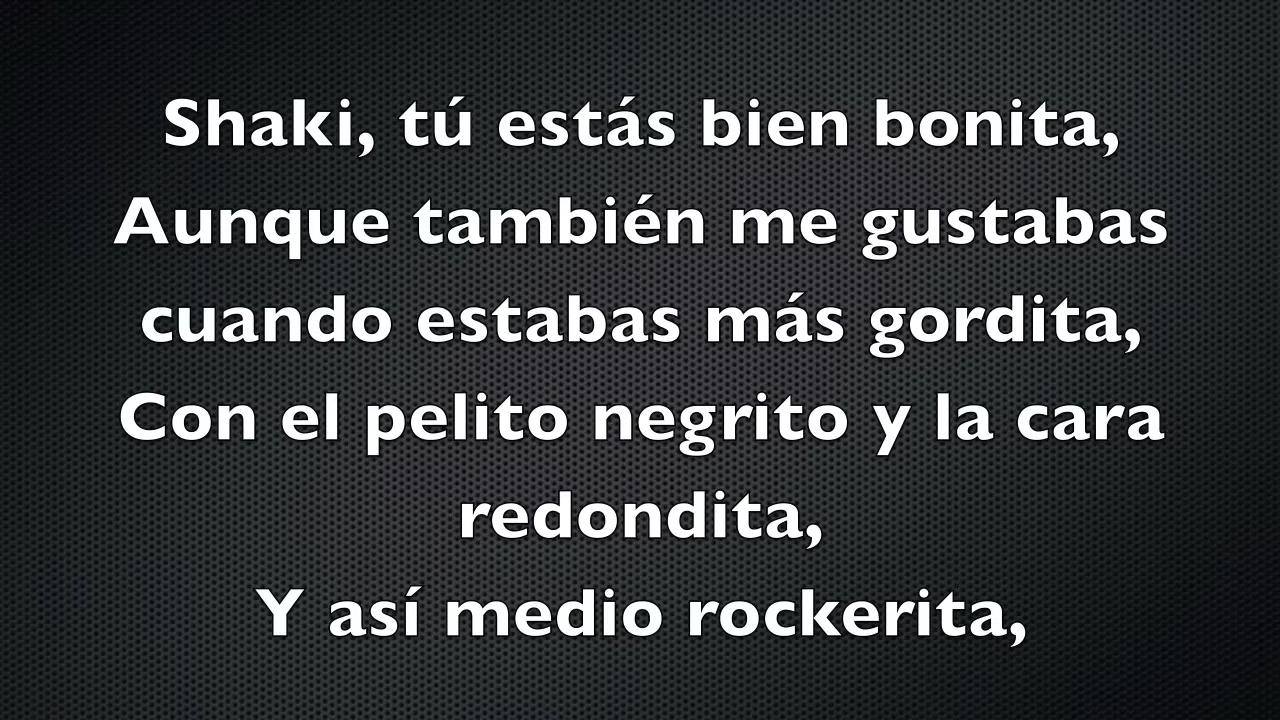 Shaki, tú estás bien bonita,
Aunque también me gustabas
cuando estabas más gordita,
Con el pelito negrito y la cara
redondita,
Y así medio rockerita,